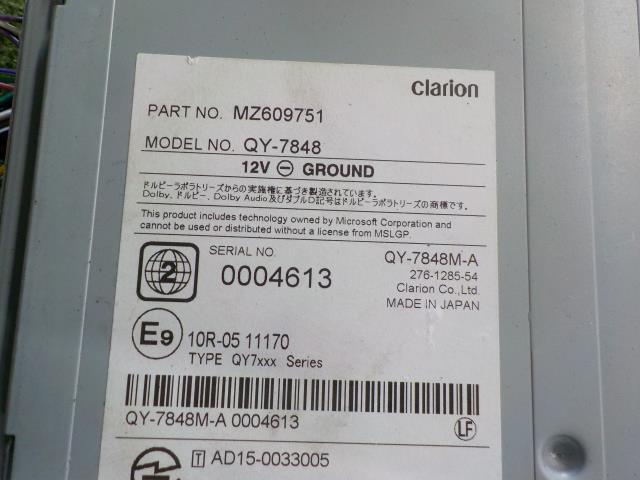 clarion
PART NO. MZ609751
MODEL NO. QY-7848
12V ⊖ GROUND
ドルビーラボラトリーズからの実施権に基づき製造されています。
Dolby、ドルビー、Dolby Audio及びダブルD記号はドルビーラボラトリーズの商標です。
This product includes technology owned by Microsoft Corporation and
cannot be used or distributed without a license from MSLGP.
2
SERIAL NO.
0004613
QY-7848M-A
276-1285-54
Clarion Co.,Ltd.
MADE IN JAPAN
E9
10R-05 11170
TYPE QY7xxx Series
QY-7848M-A 0004613
LF
T AD15-0033005